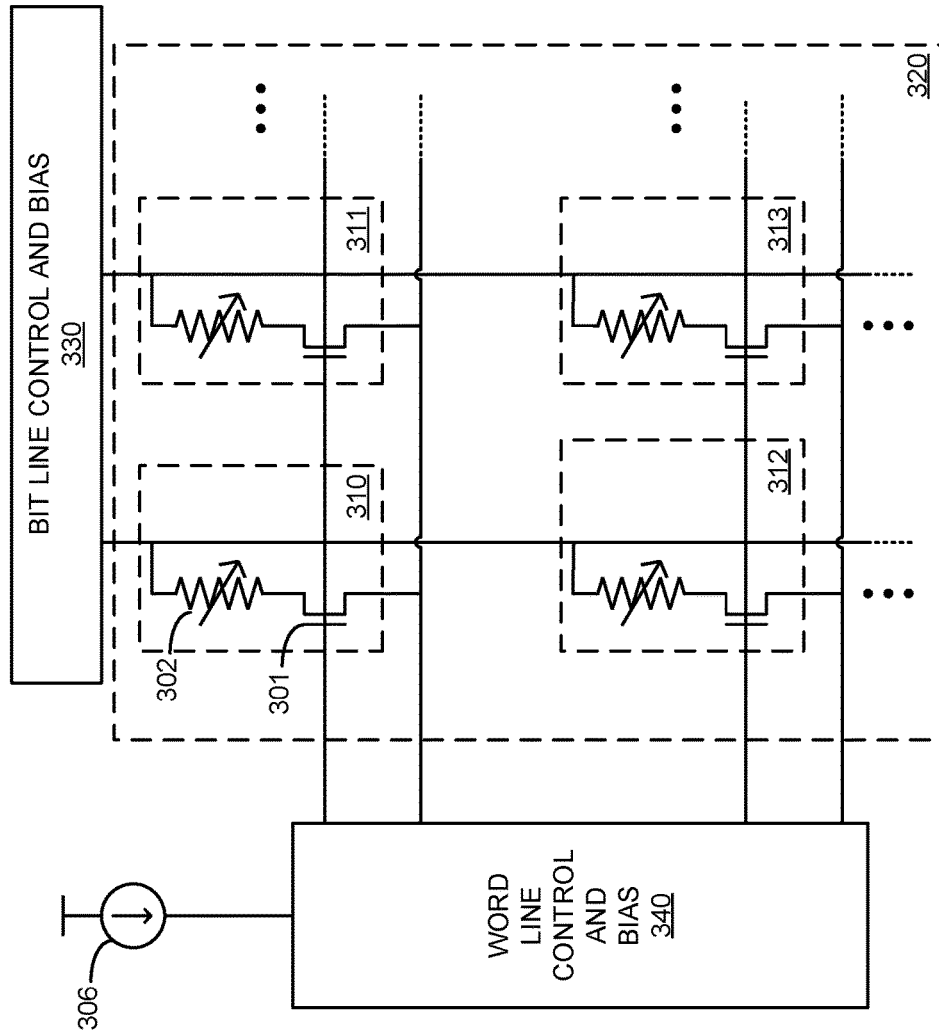 BIT LINE CONTROL AND BIAS
330
320
311
310
302
301
313
312
306
WORD
LINE
CONTROL
AND
BIAS
340